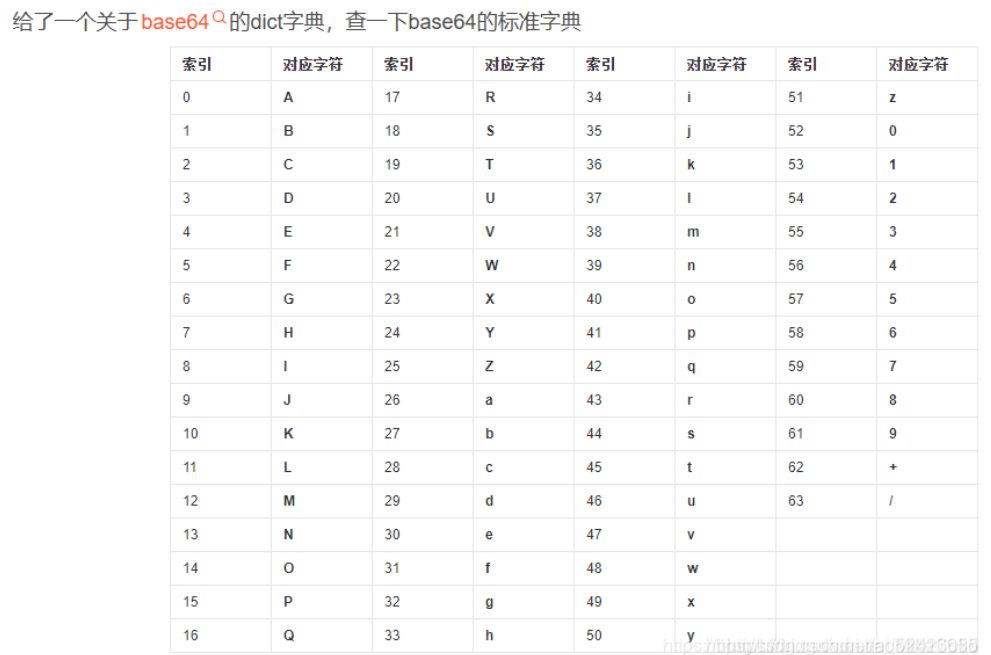 给了一个关于base64的dict字典，查一下base64的标准字典
索引 对应字符 索引 对应字符 索引 对应字符 索引 对应字符
0 A 17 R 34 i 51 z
1 B 18 S 35 j 52 0
2 C 19 T 36 k 53 1
3 D 20 U 37 l 54 2
4 E 21 V 38 m 55 3
5 F 22 W 39 n 56 4
6 G 23 X 40 o 57 5
7 H 24 Y 41 p 58 6
8 I 25 Z 42 q 59 7
9 J 26 a 43 r 60 8
10 K 27 b 44 s 61 9
11 L 28 c 45 t 62 +
12 M 29 d 46 u 63 /
13 N 30 e 47 v
14 O 31 f 48 w
15 P 32 g 49 x
16 Q 33 h 50 y